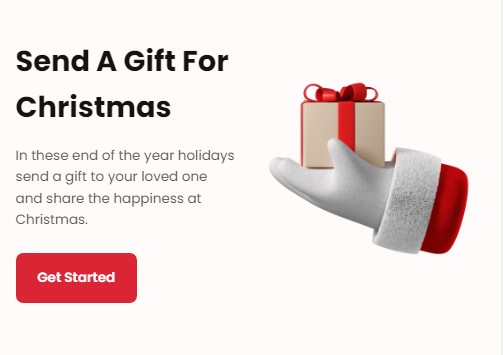 Send A Gift For
Christmas
In these end of the year holidays
send a gift to your loved one
and share the happiness at
Christmas.
Get Started